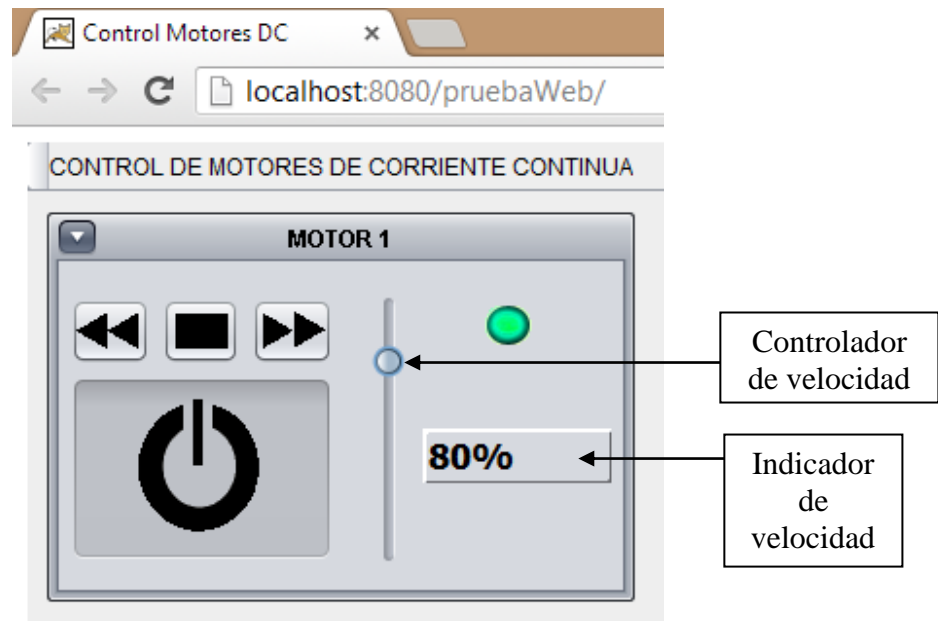 Control Motores DC
localhost:8080/pruebaWeb/
CONTROL DE MOTORES DE CORRIENTE CONTINUA
MOTOR 1
80%
Controlador
de velocidad
Indicador
de
velocidad